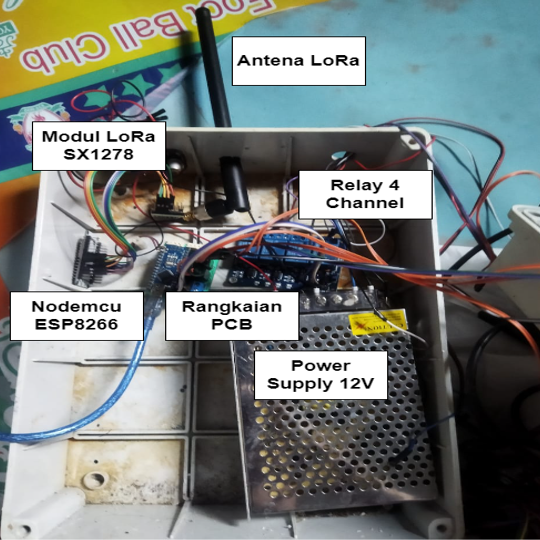 Foot Ball Club
Antena LoRa
Modul LoRa
SX1278
Relay 4
Channel
Nodemcu
ESP8266
Rangkaian
PCB
Power
Supply 12V